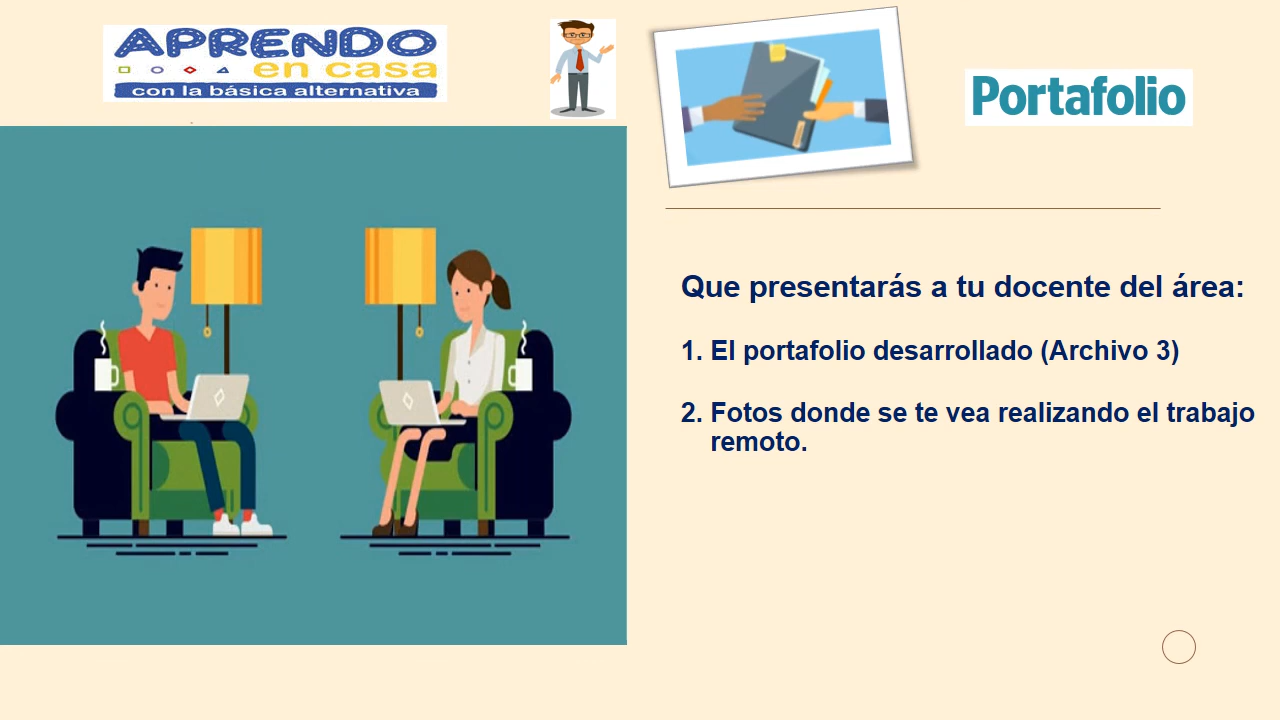 APRENDO
en casa
con la básica alternativa
Portafolio
Que presentarás a tu docente del área:
1. El portafolio desarrollado (Archivo 3)
2. Fotos donde se te vea realizando el trabajo
remoto.